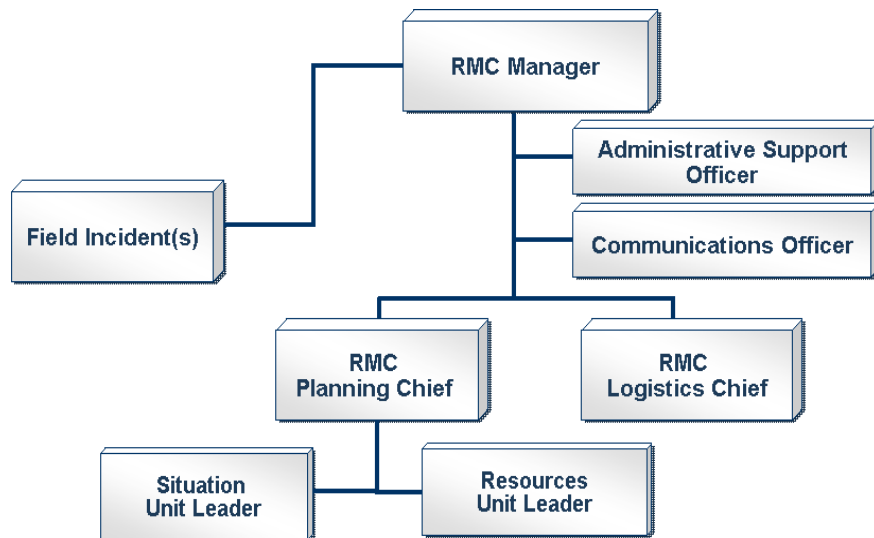 RMC Manager
Administrative Support
Officer
Field Incident(s)
Communications Officer
RMC
Planning Chief
RMC
Logistics Chief
Situation
Unit Leader
Resources
Unit Leader